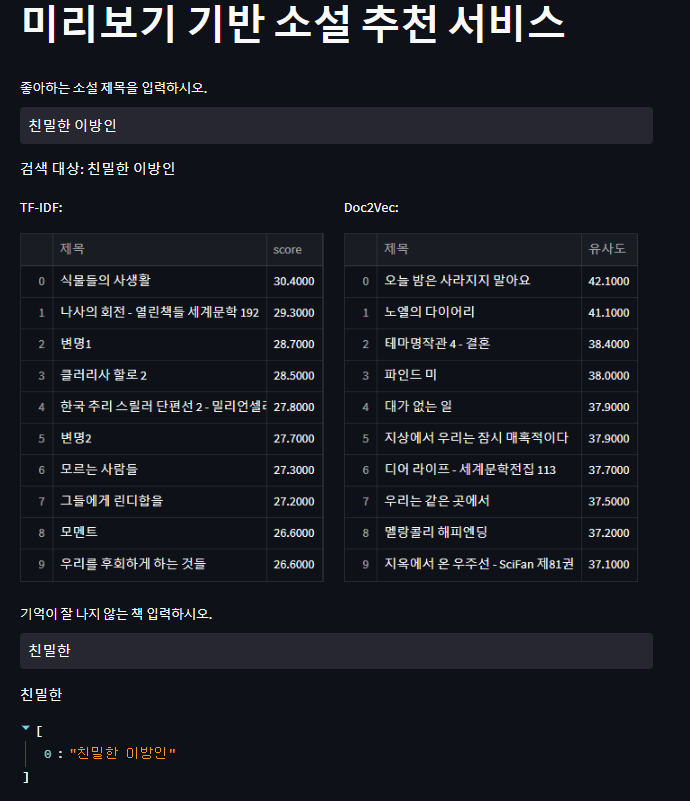 미리보기 기반 소설 추천 서비스
좋아하는 소설 제목을 입력하시오.
친밀한 이방인
검색 대상: 친밀한 이방인
TF-IDF:
제목 score
0 식물들의 사생활 30.4000
1 나사의 회전 - 열린책들 세계문학 192 29.3000
2 변명1 28.7000
3 클러리사 할로 2 28.5000
4 한국 추리 스릴러 단편선 2 - 밀리언셀러 27.8000
5 변명2 27.7000
6 모르는 사람들 27.3000
7 그들에게 린디합을 27.2000
8 모멘트 26.6000
9 우리를 후회하게 하는 것들 26.6000
Doc2Vec:
제목 유사도
0 오늘 밤은 사라지지 말아요 42.1000
1 노엘의 다이어리 41.1000
2 테마명작관 4 - 결혼 38.4000
3 파인드 미 38.0000
4 대가 없는 일 37.9000
5 지상에서 우리는 잠시 매혹적이다 37.9000
6 디어 라이프 - 세계문학전집 113 37.7000
7 우리는 같은 곳에서 37.5000
8 멜랑콜리 해피엔딩 37.2000
9 지옥에서 온 우주선 - SciFan 제81권 37.1000
기억이 잘 나지 않는 책 입력하시오.
친밀한
친밀한
[
0 : "친밀한 이방인"
]